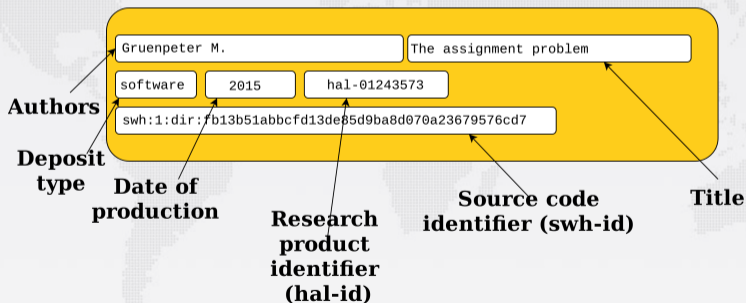 Gruenpeter M.
The assignment problem
software
2015
hal-01243573
swh:1:dir:fb13b51abbcfd13de85d9ba8d070a23679576cd7
Authors
Deposit
type
Date of
production
Research
product
identifier
(hal-id)
Source code
identifier (swh-id)
Title